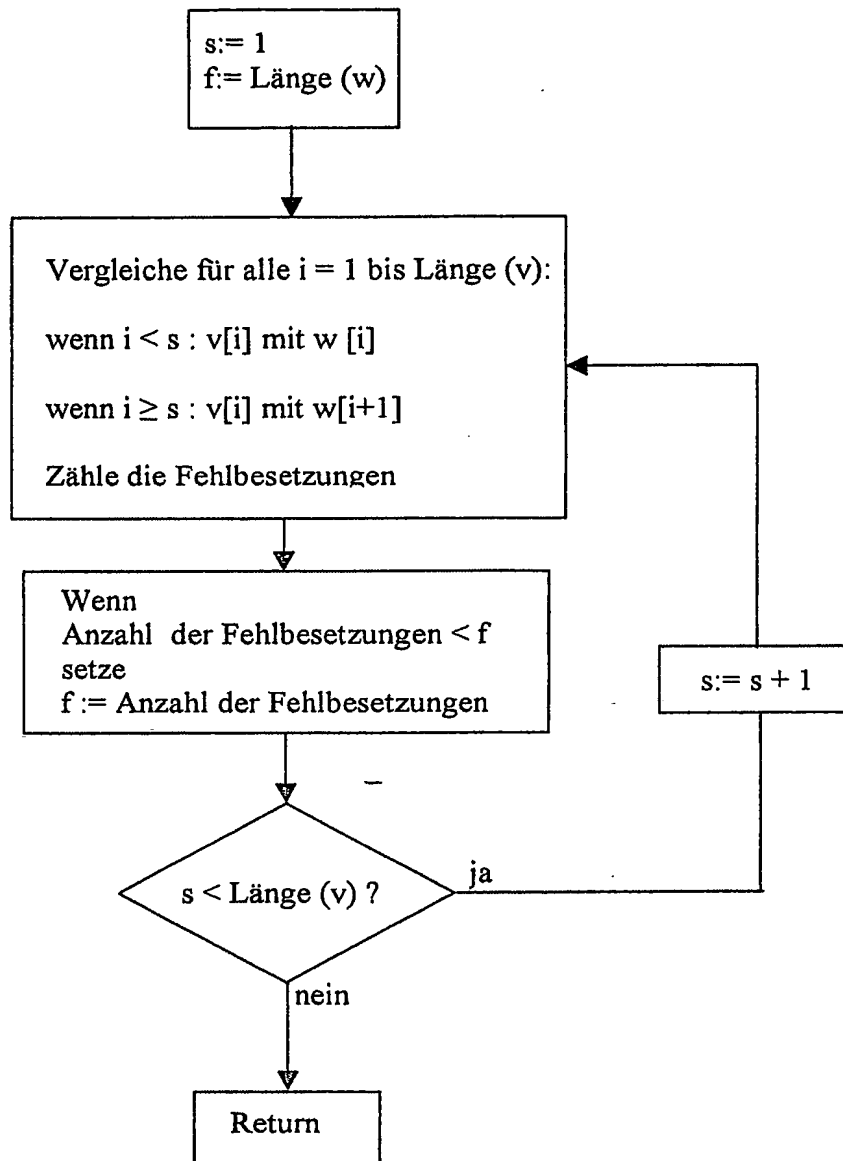 s:= 1
f:= Länge (w)
Vergleiche für alle i = 1 bis Länge (v):
wenn i < s : v[i] mit w [i]
wenn i ≥ s : v[i] mit w[i+1]
Zähle die Fehlbesetzungen
Wenn
Anzahl der Fehlbesetzungen < f
setze
f := Anzahl der Fehlbesetzungen
s:= s + 1
s < Länge (v) ?
ja
nein
Return